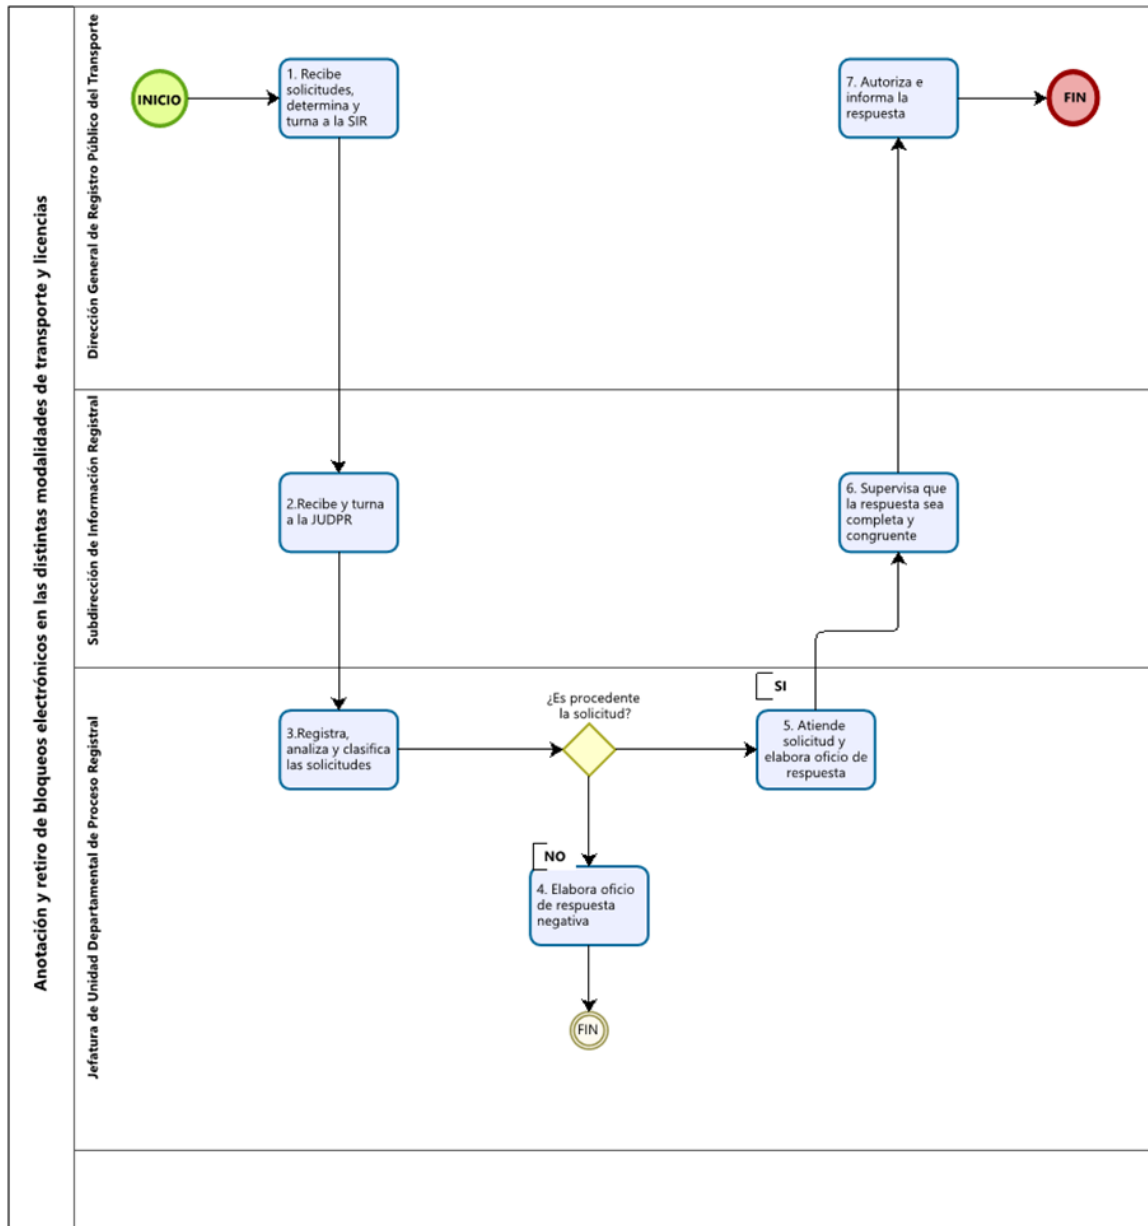 Anotación y retiro de bloqueos electrónicos en las distintas modalidades de transporte y licencias
Dirección General de Registro Público del Transporte
INICIO
1. Recibe
solicitudes,
determina y
turna a la SIR
7. Autoriza e
informa la
respuesta
FIN
Subdirección de Información Registral
2.Recibe y turna
a la JUDPR
6. Supervisa que
la respuesta sea
completa y
congruente
Jefatura de Unidad Departamental de Proceso Registral
3.Registra,
analiza y clasifica
las solicitudes
¿Es procedente
la solicitud?
SI
5. Atiende
solicitud y
elabora oficio de
respuesta
NO
4. Elabora oficio
de respuesta
negativa
FIN